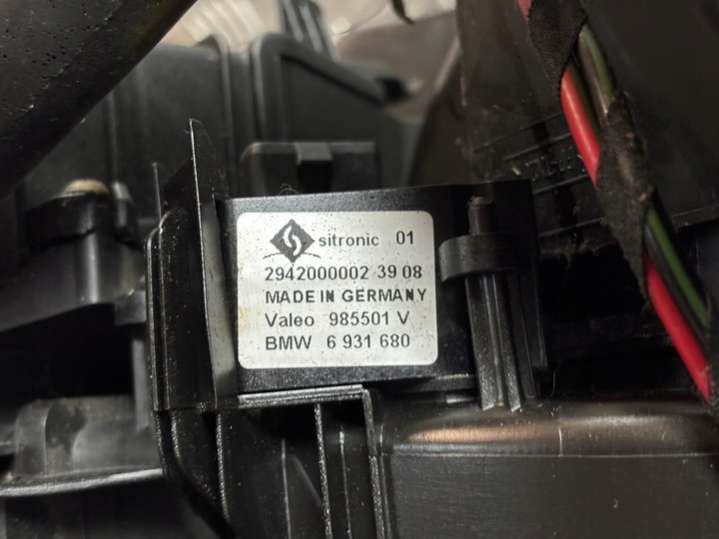 sitronic 01
2942000002 39 08
MADE IN GERMANY
Valeo 985501 V
BMW 6 931 680